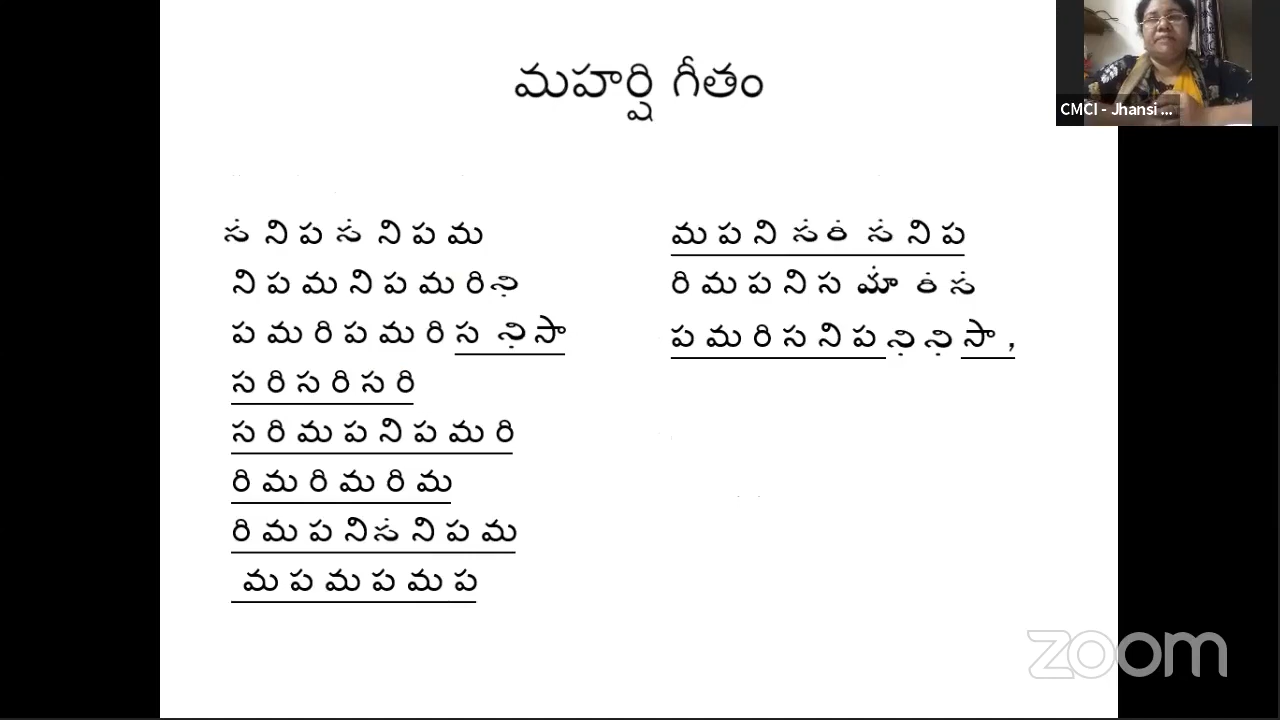 మహర్షి గీతం
CMCI - Jhansi ...
స̇ ని ప స̇ ని ప మ
ని ప మ ని ప మ రి ని̣
ప మ రి ప మ రి స ని̣ సా
స రి స రి స రి
స రి మ ప ని ప మ రి
రి మ రి మ రి మ
రి మ ప ని స̇ ని ప మ
మ ప మ ప మ ప
మ ప ని స̇ రి̇ స̇ ని ప
రి మ ప ని స మా̇ రి̇ స̇
ప మ రి స ని ప ని̣ ని̣ సా ,
zoom